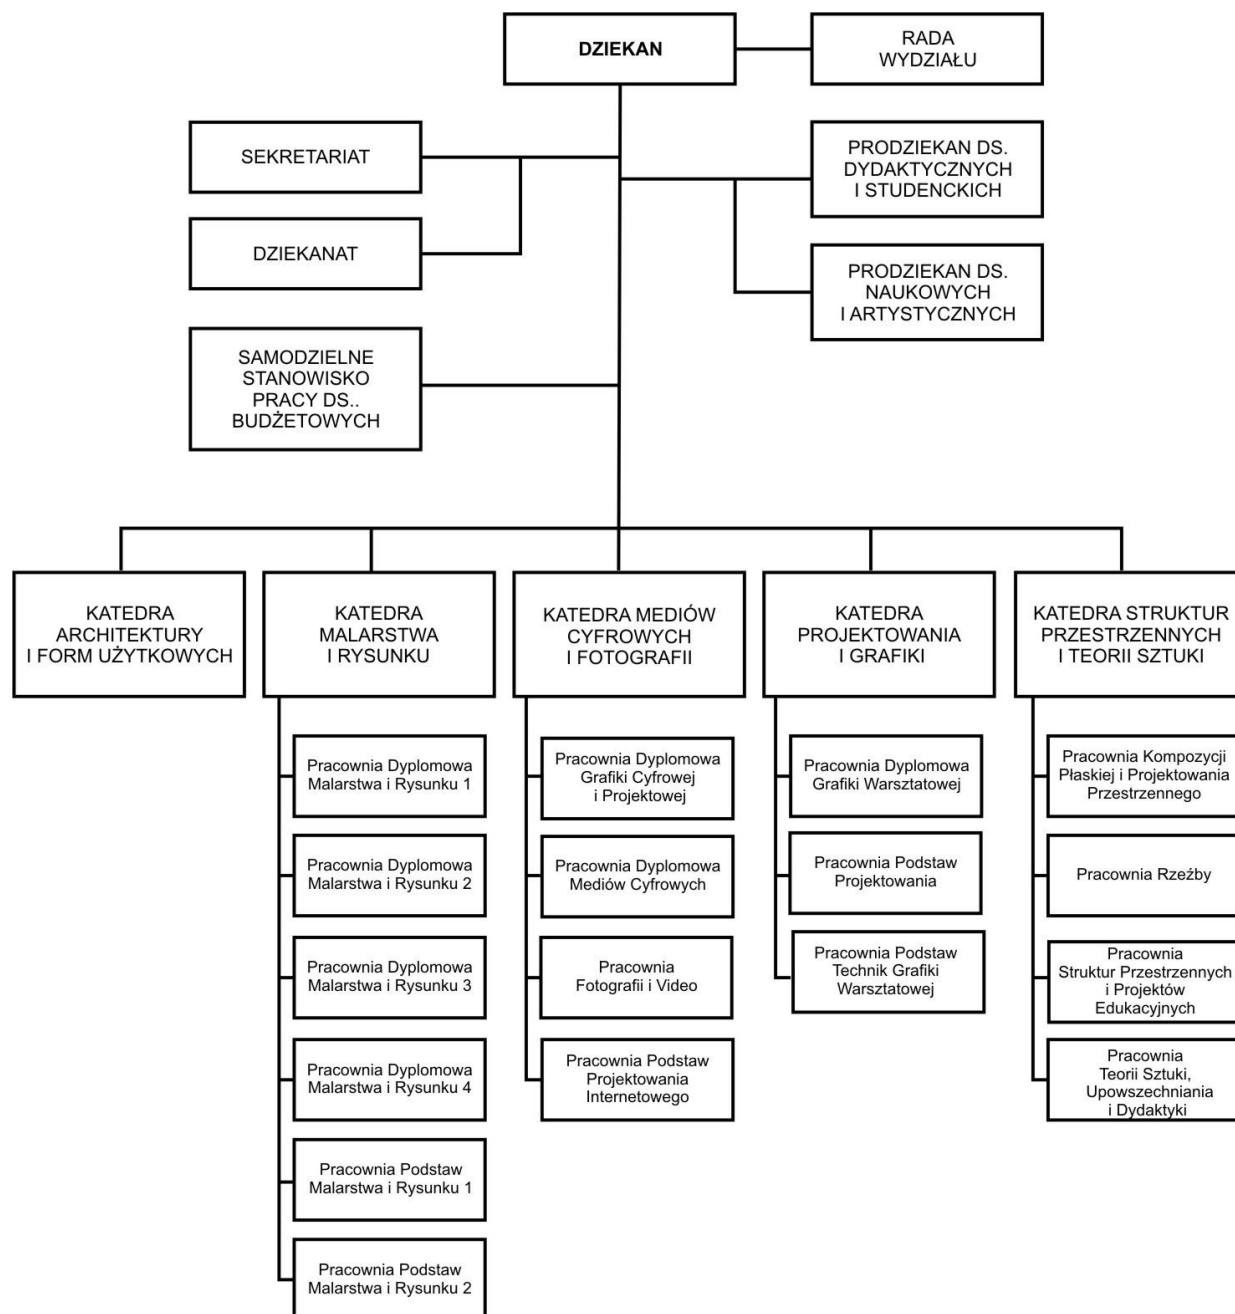 DZIEKAN
RADA
WYDZIAŁU
SEKRETARIAT
PRODZIEKAN DS.
DYDAKTYCZNYCH
I STUDENCKICH
DZIEKANAT
PRODZIEKAN DS.
NAUKOWYCH
I ARTYSTYCZNYCH
SAMODZIELNE
STANOWISKO
PRACY DS..
BUDŻETOWYCH
KATEDRA
ARCHITEKTURY
I FORM UŻYTKOWYCH
KATEDRA
MALARSTWA
I RYSUNKU
KATEDRA MEDIÓW
CYFROWYCH
I FOTOGRAFII
KATEDRA
PROJEKTOWANIA
I GRAFIKI
KATEDRA STRUKTUR
PRZESTRZENNYCH
I TEORII SZTUKI
Pracownia Dyplomowa
Malarstwa i Rysunku 1
Pracownia Dyplomowa
Malarstwa i Rysunku 2
Pracownia Dyplomowa
Malarstwa i Rysunku 3
Pracownia Dyplomowa
Malarstwa i Rysunku 4
Pracownia Podstaw
Malarstwa i Rysunku 1
Pracownia Podstaw
Malarstwa i Rysunku 2
Pracownia Dyplomowa
Grafiki Cyfrowej
i Projektowej
Pracownia Dyplomowa
Mediów Cyfrowych
Pracownia
Fotografii i Video
Pracownia Podstaw
Projektowania
Internetowego
Pracownia Dyplomowa
Grafiki Warsztatowej
Pracownia Podstaw
Projektowania
Pracownia Podstaw
Technik Grafiki
Warsztatowej
Pracownia Kompozycji
Płaskiej i Projektowania
Przestrzennego
Pracownia Rzeźby
Pracownia
Struktur Przestrzennych
i Projektów
Edukacyjnych
Pracownia
Teorii Sztuki,
Upowszechniania
i Dydaktyki